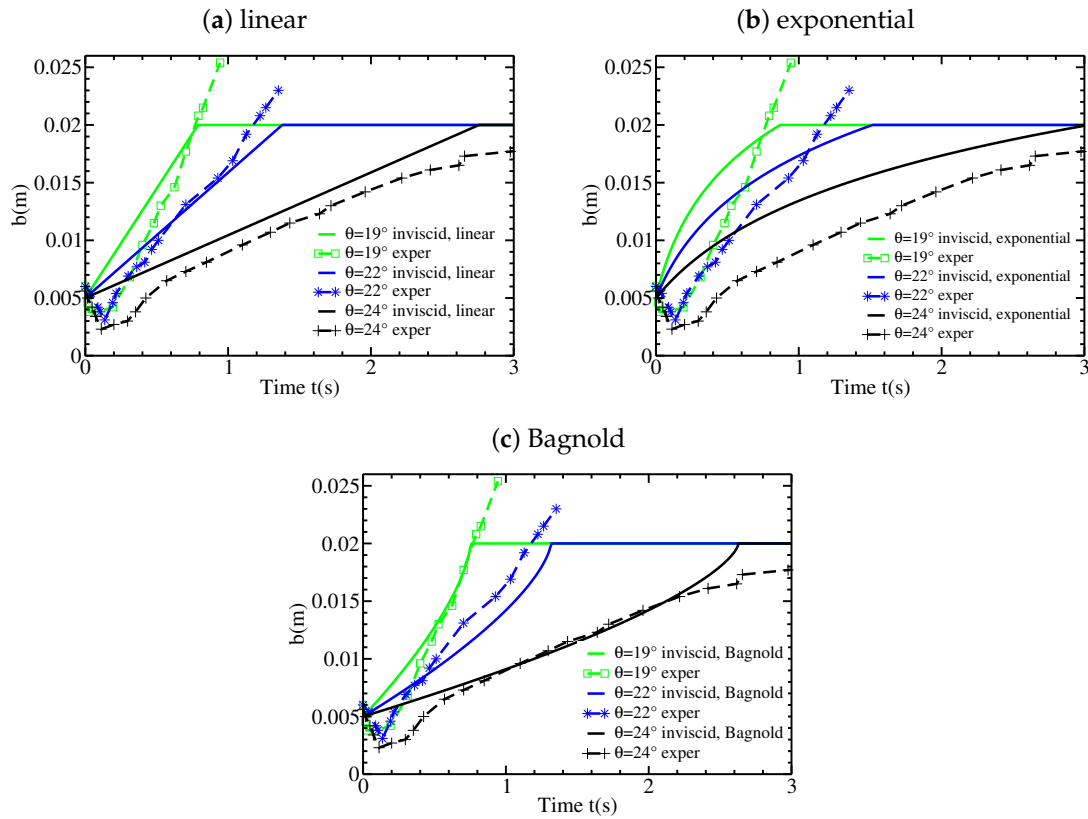 (a) linear
0.025
0.02
0.015
0.01
0.005
0
b(m)
θ=19° inviscid, linear
θ=19° exper
θ=22° inviscid, linear
θ=22° exper
θ=24° inviscid, linear
θ=24° exper
0 1 2 3
Time t(s)
(b) exponential
0.025
0.02
0.015
0.01
0.005
0
b(m)
θ=19° inviscid, exponential
θ=19° exper
θ=22° inviscid, exponential
θ=22° exper
θ=24° inviscid, exponential
θ=24° exper
0 1 2 3
Time t(s)
(c) Bagnold
0.025
0.02
0.015
0.01
0.005
0
b(m)
θ=19° inviscid, Bagnold
θ=19° exper
θ=22° inviscid, Bagnold
θ=22° exper
θ=24° inviscid, Bagnold
θ=24° exper
0 1 2 3
Time t(s)